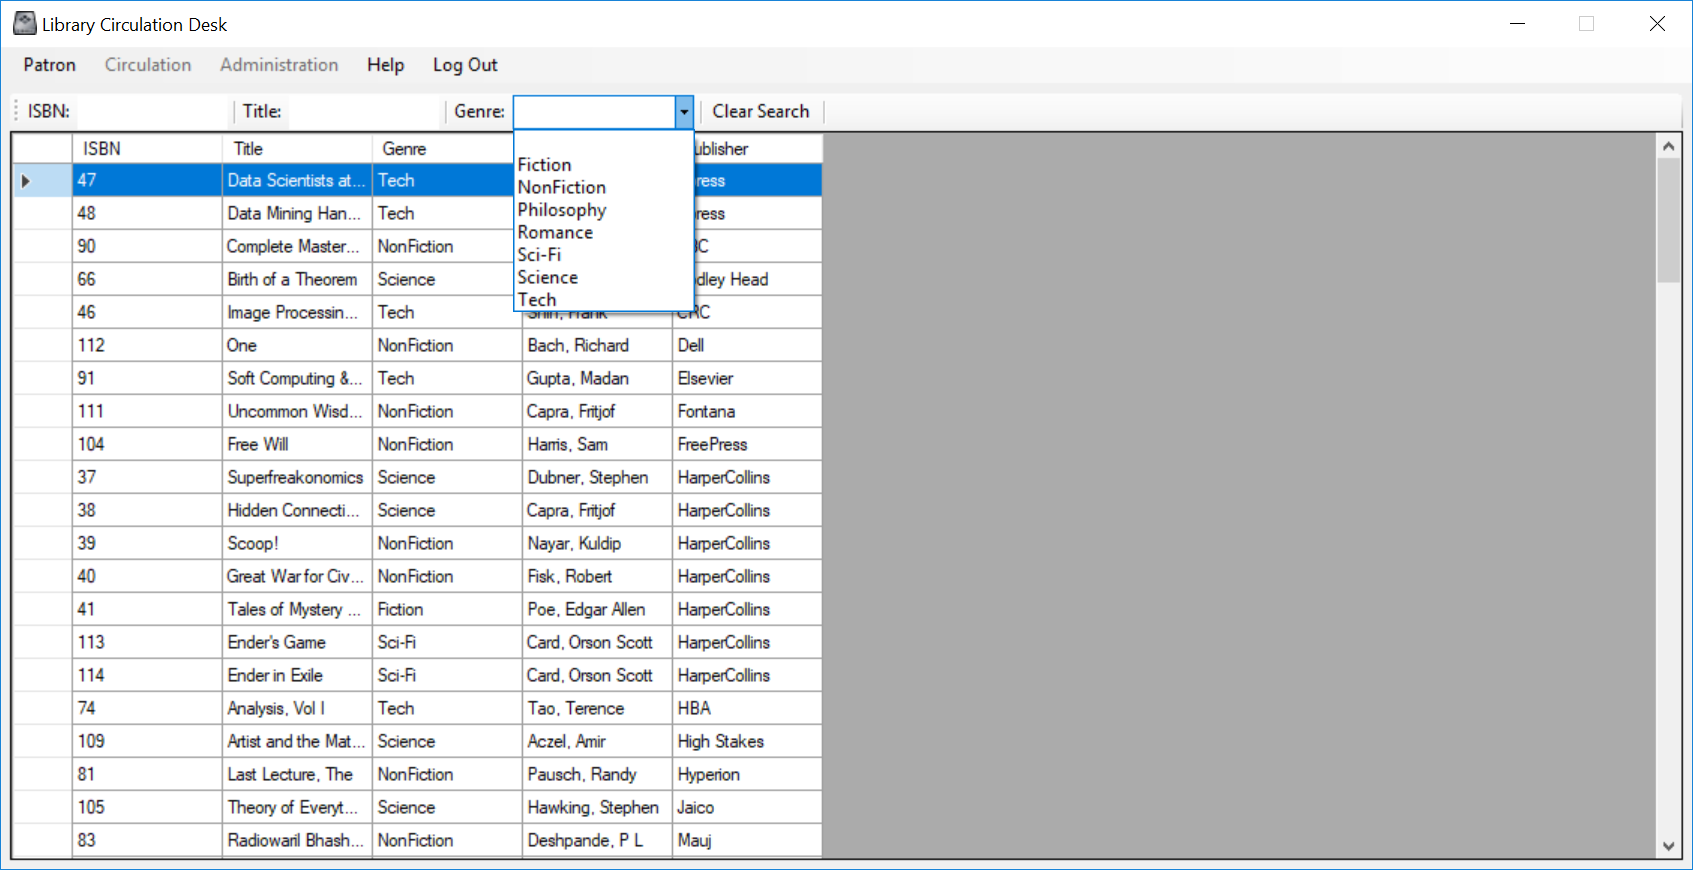 Library Circulation Desk
Patron Circulation Administration Help Log Out
ISBN: Title: Genre: Clear Search
ISBN Title Genre ublisher
Fiction
47 Data Scientists at... Tech ress
NonFiction
48 Data Mining Han... Tech Philosophy ress
90 Complete Master... NonFiction Romance C
Sci-Fi
66 Birth of a Theorem Science Science dley Head
Tech
46 Image Processin... Tech Shin, Frank CRC
112 One NonFiction Bach, Richard Dell
91 Soft Computing &... Tech Gupta, Madan Elsevier
111 Uncommon Wisd... NonFiction Capra, Fritjof Fontana
104 Free Will NonFiction Harris, Sam FreePress
37 Superfreakonomics Science Dubner, Stephen HarperCollins
38 Hidden Connecti... Science Capra, Fritjof HarperCollins
39 Scoop! NonFiction Nayar, Kuldip HarperCollins
40 Great War for Civ... NonFiction Fisk, Robert HarperCollins
41 Tales of Mystery ... Fiction Poe, Edgar Allen HarperCollins
113 Ender's Game Sci-Fi Card, Orson Scott HarperCollins
114 Ender in Exile Sci-Fi Card, Orson Scott HarperCollins
74 Analysis, Vol I Tech Tao, Terence HBA
109 Artist and the Mat... Science Aczel, Amir High Stakes
81 Last Lecture, The NonFiction Pausch, Randy Hyperion
105 Theory of Everyt... Science Hawking, Stephen Jaico
83 Radiowaril Bhash... NonFiction Deshpande, P L Mauj